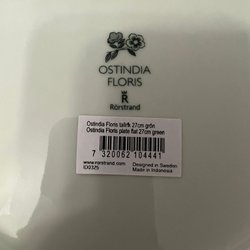 OSTINDIA
FLORIS
R
Rörstrand
Ostindia Floris tallrik 27cm grön
Ostindia Floris plate flat 27cm green
7 320062 104441
www.rorstrand.com
Designed in Sweden
Made in Indonesia